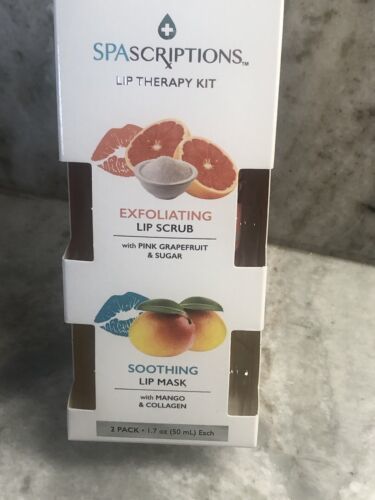 SPASCRIPTIONS™
LIP THERAPY KIT
EXFOLIATING
LIP SCRUB
with PINK GRAPEFRUIT
& SUGAR
SOOTHING
LIP MASK
with MANGO
& COLLAGEN
2 PACK • 1.7 oz (50 mL) Each